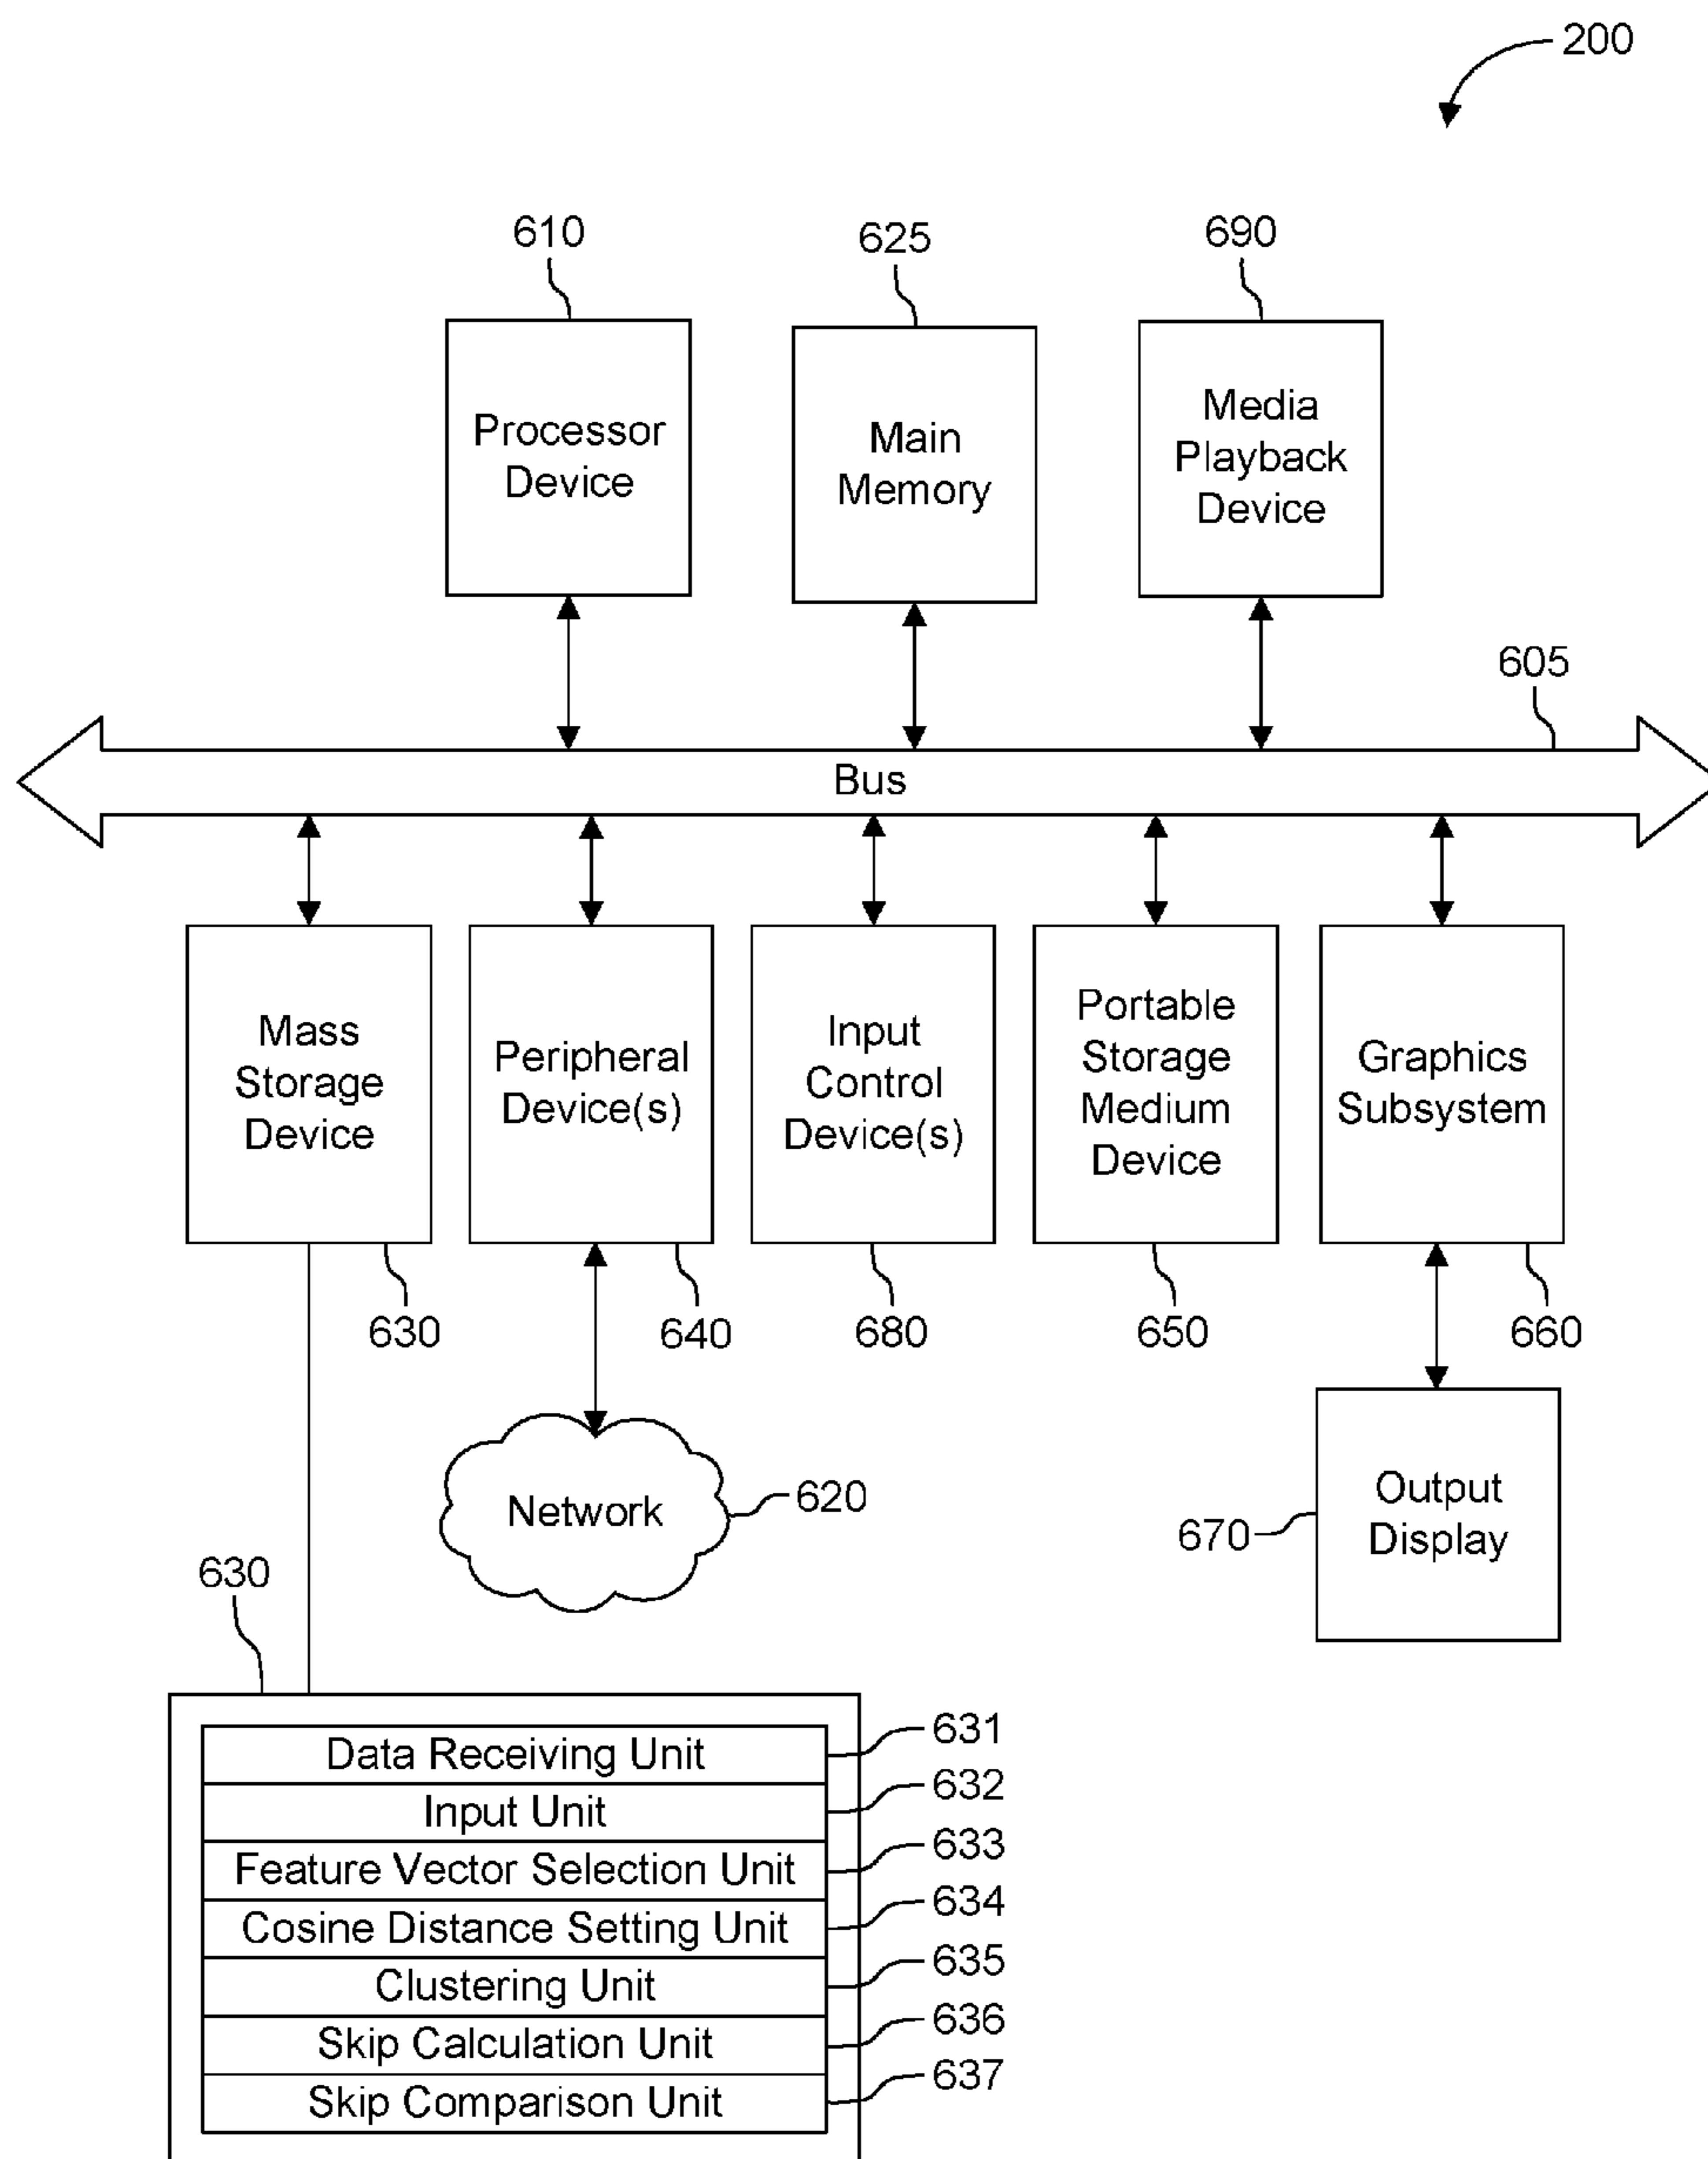 200
610
625
690
Processor
Device
Main
Memory
Media
Playback
Device
605
Bus
Mass
Storage
Device
Peripheral
Device(s)
Input
Control
Device(s)
Portable
Storage
Medium
Device
Graphics
Subsystem
630
640
680
650
660
Network
620
Output
Display
670
630
Data Receiving Unit
631
Input Unit
632
Feature Vector Selection Unit
633
Cosine Distance Setting Unit
634
Clustering Unit
635
Skip Calculation Unit
636
Skip Comparison Unit
637